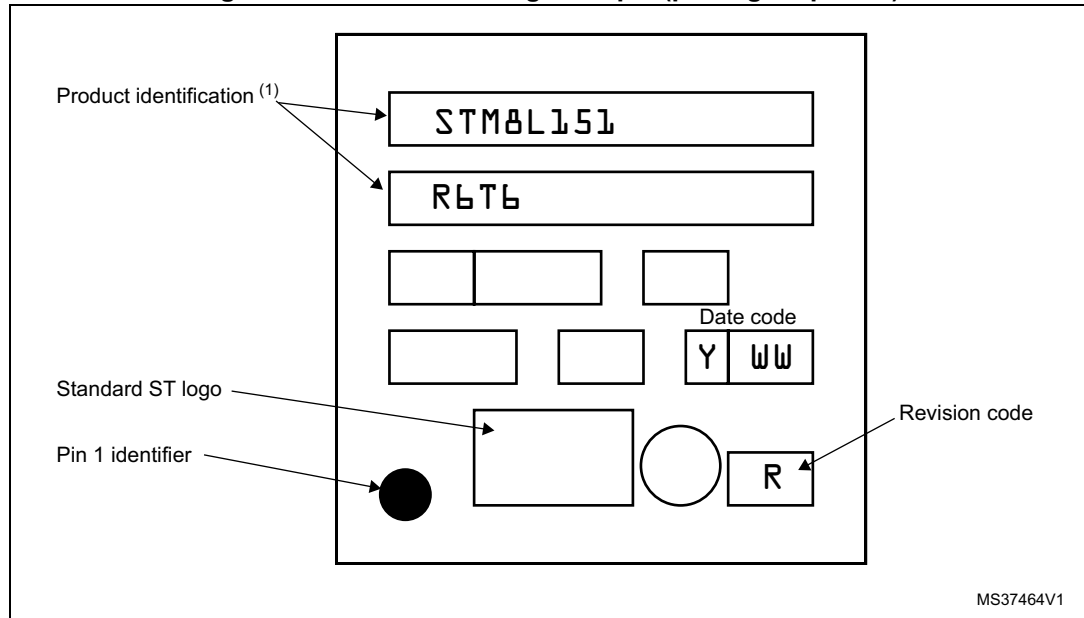 Product identification (1)
STM8L151
R6T6
Date code
Y WW
Standard ST logo
Revision code
Pin 1 identifier
R
MS37464V1